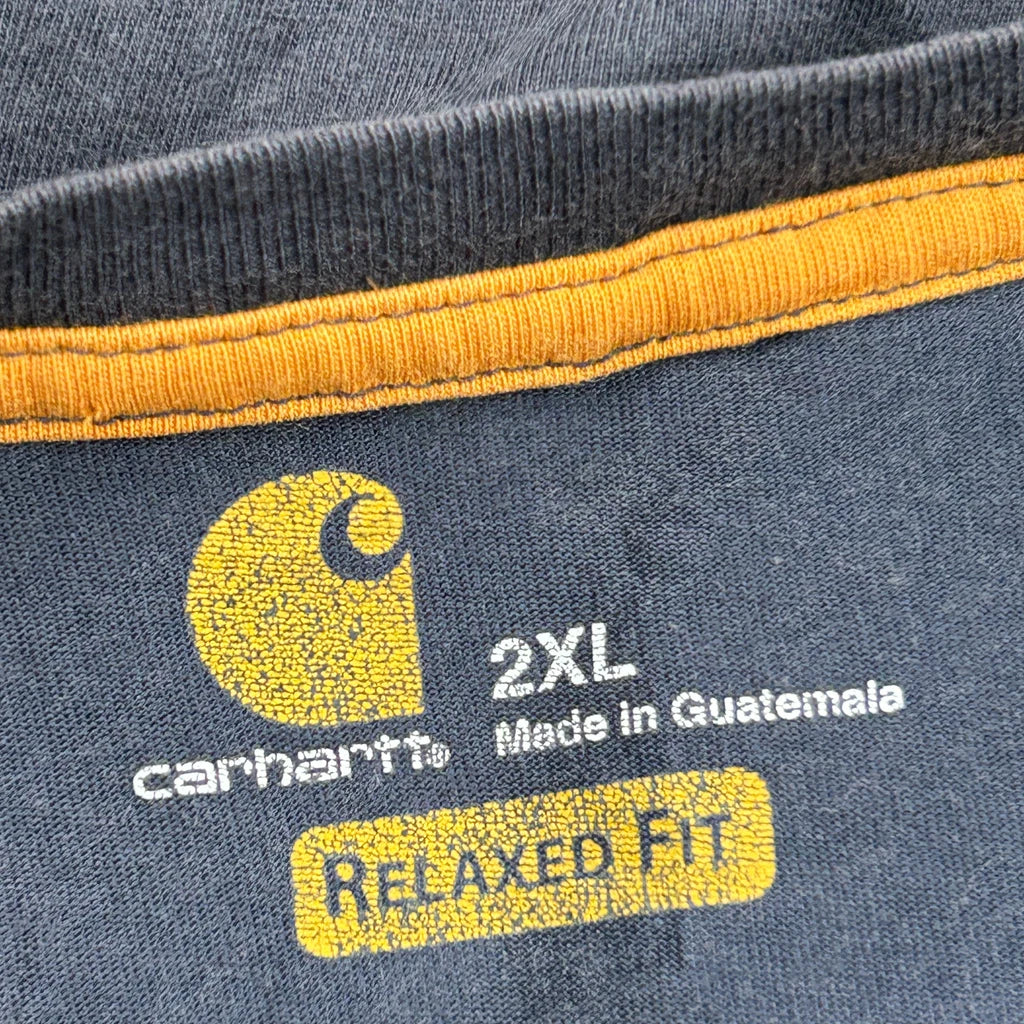 2XL
Made in Guatemala
carhartt®
RELAXED FIT